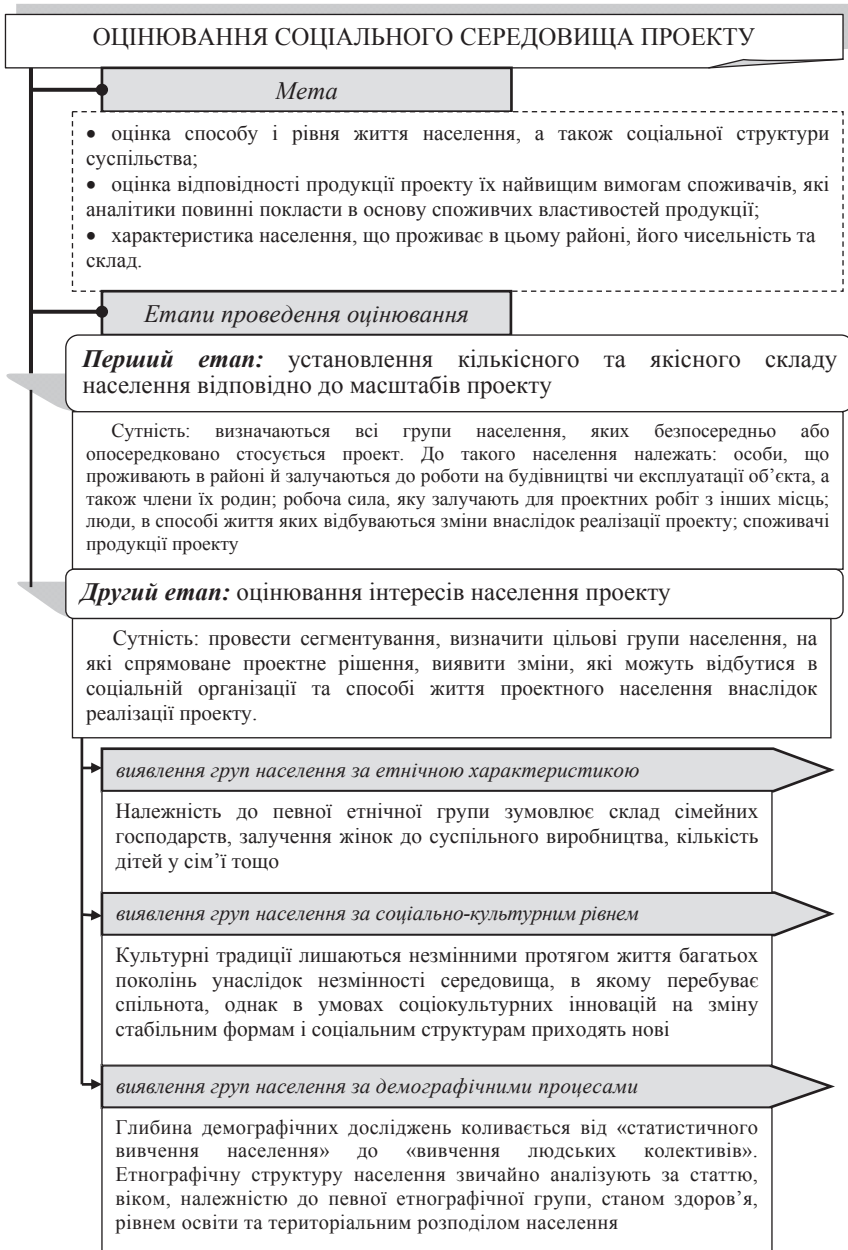 ОЦІНЮВАННЯ СОЦІАЛЬНОГО СЕРЕДОВИЩА ПРОЕКТУ
Мета
• оцінка способу і рівня життя населення, а також соціальної структури
суспільства;
• оцінка відповідності продукції проекту їх найвищим вимогам споживачів, які
аналітики повинні покласти в основу споживчих властивостей продукції;
• характеристика населення, що проживає в цьому районі, його чисельність та
склад.
Етапи проведення оцінювання
Перший етап: установлення кількісного та якісного складу
населення відповідно до масштабів проекту
Сутність: визначаються всі групи населення, яких безпосередньо або
опосередковано стосується проект. До такого населення належать: особи, що
проживають в районі й залучаються до роботи на будівництві чи експлуатації об’єкта, а
також члени їх родин; робоча сила, яку залучають для проектних робіт з інших місць;
люди, в способі життя яких відбуваються зміни внаслідок реалізації проекту; споживачі
продукції проекту
Другий етап: оцінювання інтересів населення проекту
Сутність: провести сегментування, визначити цільові групи населення, на
які спрямоване проектне рішення, виявити зміни, які можуть відбутися в
соціальній організації та способі життя проектного населення внаслідок
реалізації проекту.
виявлення груп населення за етнічною характеристикою
Належність до певної етнічної групи зумовлює склад сімейних
господарств, залучення жінок до суспільного виробництва, кількість
дітей у сім’ї тощо
виявлення груп населення за соціально-культурним рівнем
Культурні традиції лишаються незмінними протягом життя багатьох
поколінь унаслідок незмінності середовища, в якому перебуває
спільнота, однак в умовах соціокультурних інновацій на зміну
стабільним формам і соціальним структурам приходять нові
виявлення груп населення за демографічними процесами
Глибина демографічних досліджень коливається від «статистичного
вивчення населення» до «вивчення людських колективів».
Етнографічну структуру населення звичайно аналізують за статтю,
віком, належністю до певної етнографічної групи, станом здоров’я,
рівнем освіти та територіальним розподілом населення